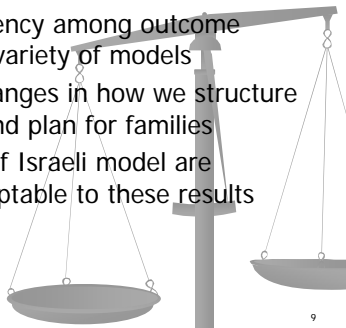 ency among outcome
variety of models
anges in how we structure
nd plan for families
f Israeli model are
ptable to these results
9